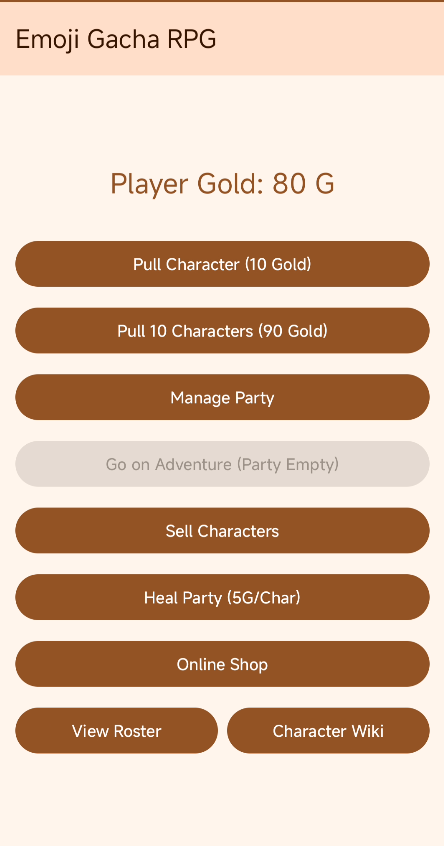 Emoji Gacha RPG
Player Gold: 80 G
Pull Character (10 Gold)
Pull 10 Characters (90 Gold)
Manage Party
Go on Adventure (Party Empty)
Sell Characters
Heal Party (5G/Char)
Online Shop
View Roster
Character Wiki